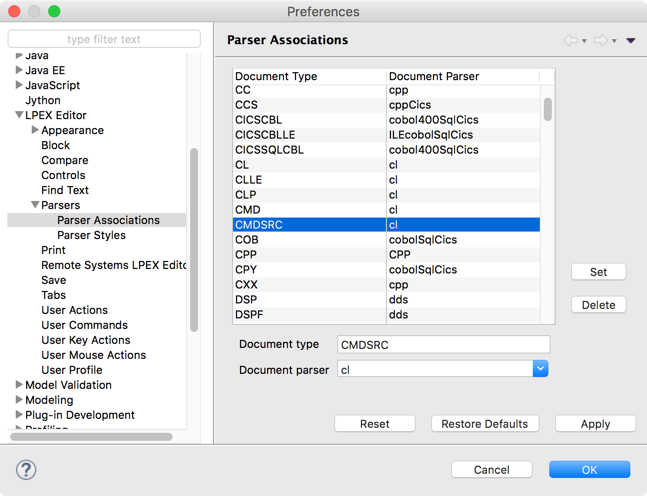 Preferences
type filter text
Java
Java EE
JavaScript
Jython
LPEX Editor
Appearance
Block
Compare
Controls
Find Text
Parsers
Parser Associations
Parser Styles
Print
Remote Systems LPEX Edito
Save
Tabs
User Actions
User Commands
User Key Actions
User Mouse Actions
User Profile
Model Validation
Modeling
Plug-in Development
Profiling
Parser Associations
Document Type Document Parser
CC cpp
CCS cppCics
CICSCBL cobol400SqlCics
CICSCBLLE ILEcobolSqlCics
CICSSQLCBL cobol400SqlCics
CL cl
CLLE cl
CLP cl
CMD cl
CMDSRC cl
COB cobolSqlCics
CPP CPP
CPY cobolSqlCics
CXX cpp
DSP dds
DSPF dds
Set
Delete
Document type CMDSRC
Document parser cl
Reset Restore Defaults Apply
? Cancel OK